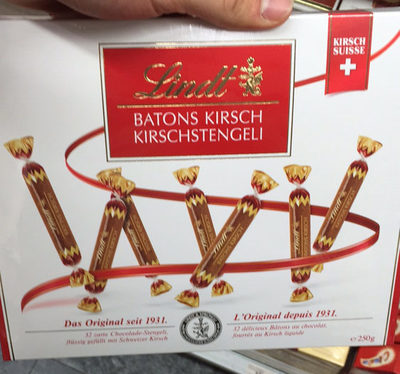 Lindt
KIRSCH
SUISSE
BATONS KIRSCH
KIRSCHSTENGELI
Das Original seit 1931.
32 zarte Chocolade-Stengel,
flüssig gefüllt mit Schweizer Kirsch
L'Original depuis 1931.
32 délicieux Bâtons au chocolat,
fourrés au Kirsch liquide
℮250g